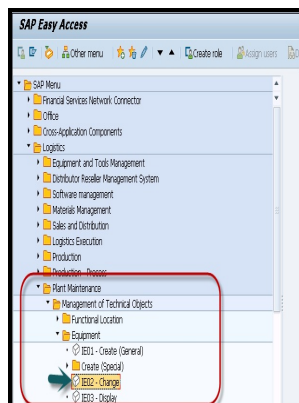 SAP Easy Access
Other menu Create role Assign users
SAP Menu
Financial Services Network Connector
Office
Cross-Application Components
Logistics
Equipment and Tools Management
Distributor Reseller Management System
Software management
Materials Management
Sales and Distribution
Logistics Execution
Production
Production - Process
Plant Maintenance
Management of Technical Objects
Functional Location
Equipment
IE01 - Create (General)
Create (Special)
IE02 - Change
IE03 - Display